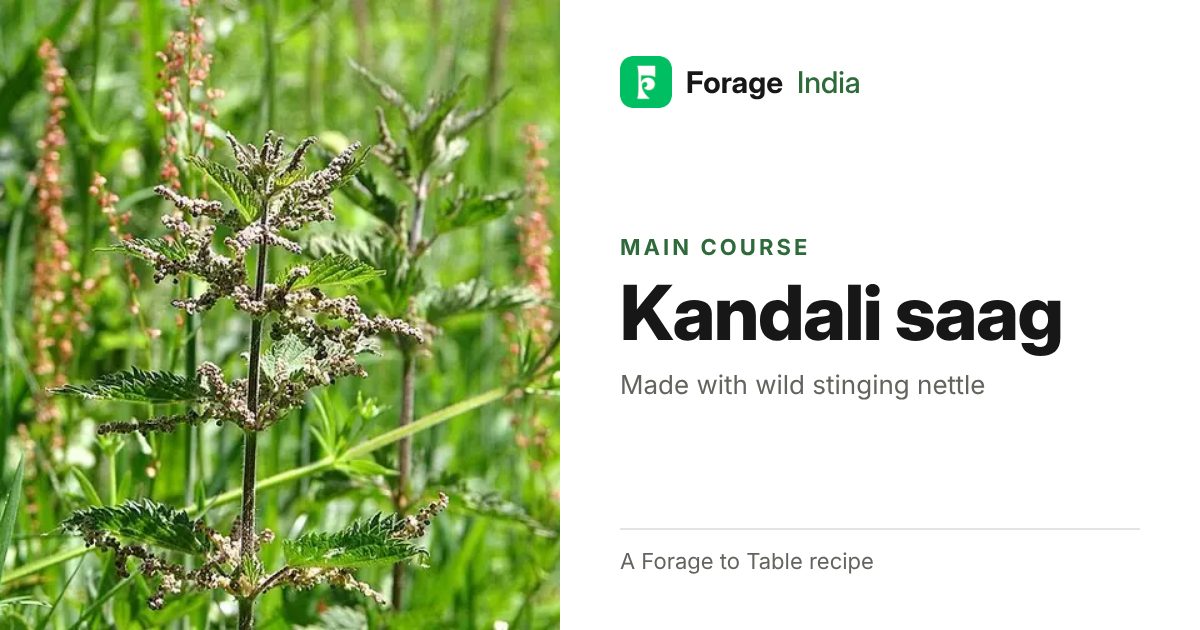 Forage India
MAIN COURSE
Kandali saag
Made with wild stinging nettle
A Forage to Table recipe